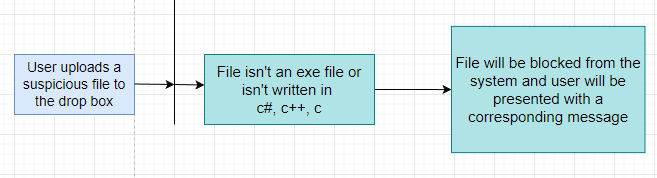 User uploads a
suspicious file to
the drop box
File isn't an exe file or
isn't written in
c#, c++, c
File will be blocked from the
system and user will be
presented with a
corresponding message